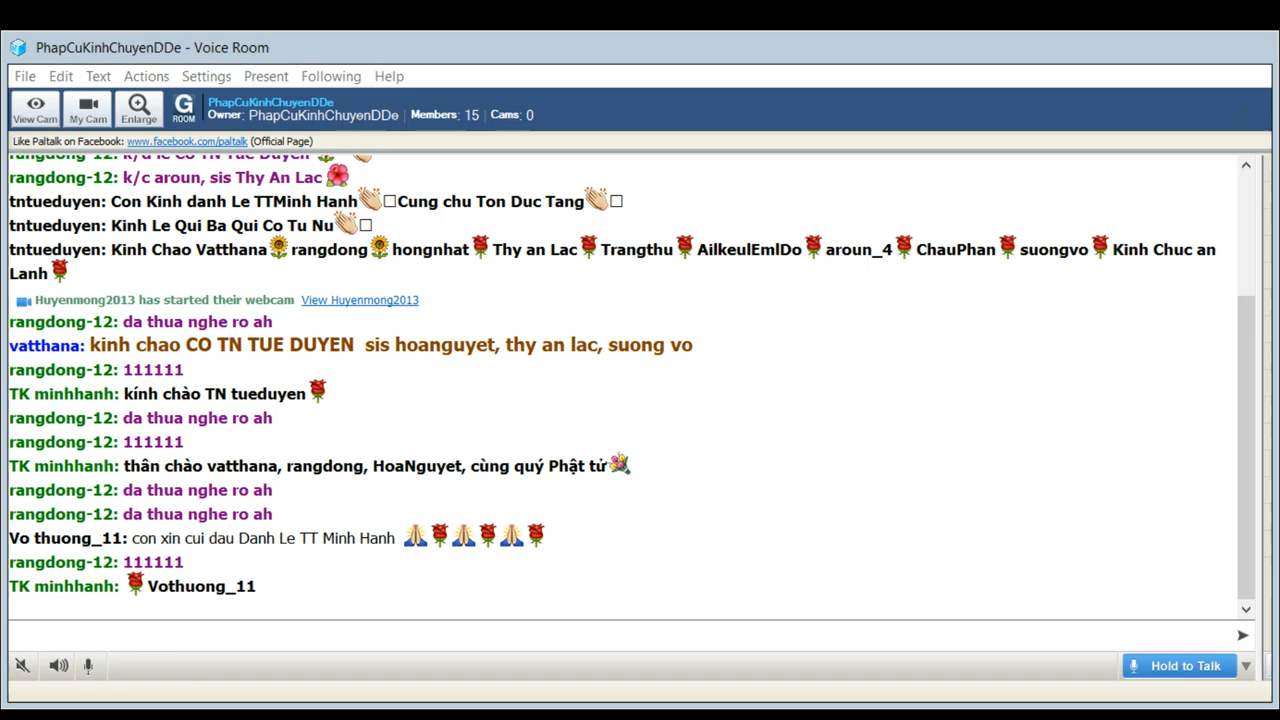 PhapCuKinhChuyenDDe - Voice Room
File Edit Text Actions Settings Present Following Help
View Cam My Cam Enlarge G ROOM PhapCuKinhChuyenDDe
Owner: PhapCuKinhChuyenDDe Members: 15 Cams: 0
Like Paltalk on Facebook: www.facebook.com/paltalk (Official Page)
rangdong-12: k/d le Co TN Tue Duyen
rangdong-12: k/c aroun, sis Thy An Lac
tntueduyen: Con Kinh danh Le TTMinh Hanh Cung chu Ton Duc Tang
tntueduyen: Kinh Le Qui Ba Qui Co Tu Nu
tntueduyen: Kinh Chao Vatthana rangdong hongnhat Thy an Lac Trangthu AilkeulEmlDo aroun_4 ChauPhan suongvo Kinh Chuc an
Lanh
Huyenmong2013 has started their webcam View Huyenmong2013
rangdong-12: da thua nghe ro ah
vatthana: kinh chao CO TN TUE DUYEN sis hoanguyet, thy an lac, suong vo
rangdong-12: 111111
TK minhhanh: kính chào TN tueduyen
rangdong-12: da thua nghe ro ah
rangdong-12: 111111
TK minhhanh: thân chào vatthana, rangdong, HoaNguyet, cùng quý Phật tử
rangdong-12: da thua nghe ro ah
rangdong-12: da thua nghe ro ah
Vo thuong_11: con xin cui dau Danh Le TT Minh Hanh
rangdong-12: 111111
TK minhhanh: Vothuong_11
Hold to Talk